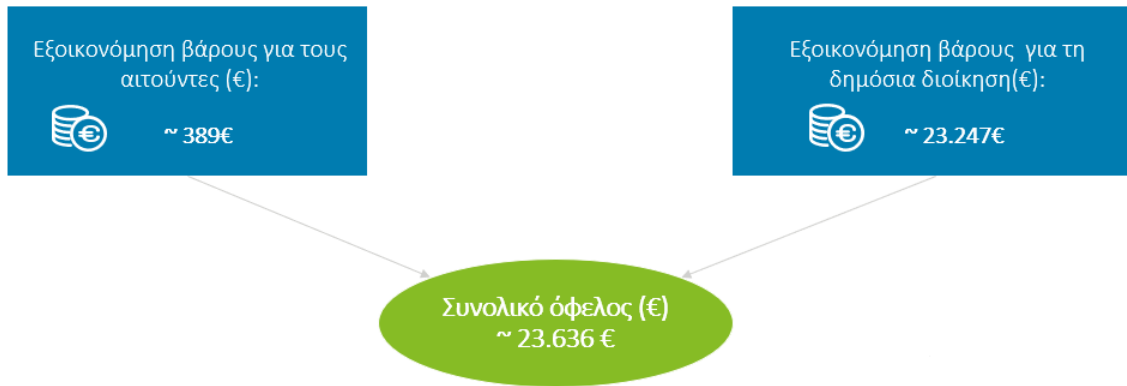 Εξοικονόμηση βάρους για τους
αιτούντες (€):
~ 389€
Εξοικονόμηση βάρους για τη
δημόσια διοίκηση(€):
~ 23.247€
Συνολικό όφελος (€)
~ 23.636 €